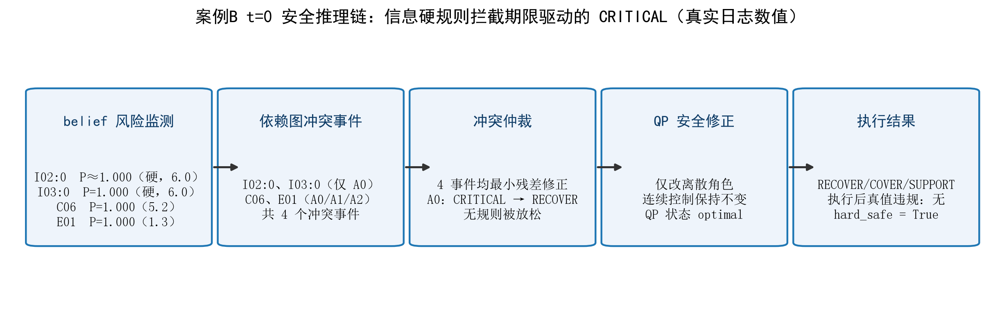 案例B t=0 安全推理链：信息硬规则拦截期限驱动的 CRITICAL（真实日志数值）
belief 风险监测
I02:0 P≈1.000（硬，6.0）
I03:0 P=1.000（硬，6.0）
C06 P=1.000（5.2）
E01 P=1.000（1.3）
依赖图冲突事件
I02:0、I03:0（仅 A0）
C06、E01（A0/A1/A2）
共 4 个冲突事件
冲突仲裁
4 事件均最小残差修正
A0：CRITICAL → RECOVER
无规则被放松
QP 安全修正
仅改离散角色
连续控制保持不变
QP 状态 optimal
执行结果
RECOVER/COVER/SUPPORT
执行后真值违规：无
hard_safe = True